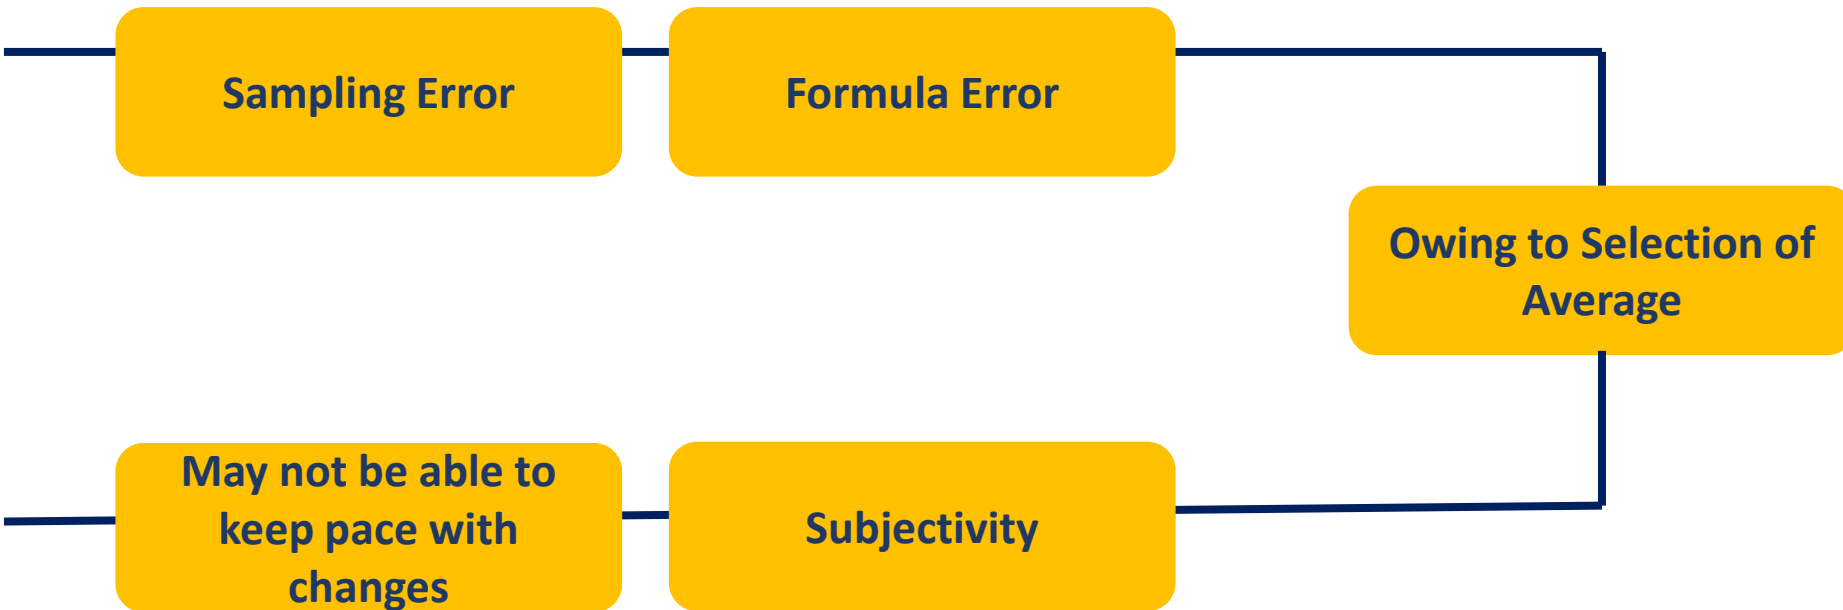 Sampling Error
Formula Error
Owing to Selection of
Average
May not be able to
keep pace with
changes
Subjectivity